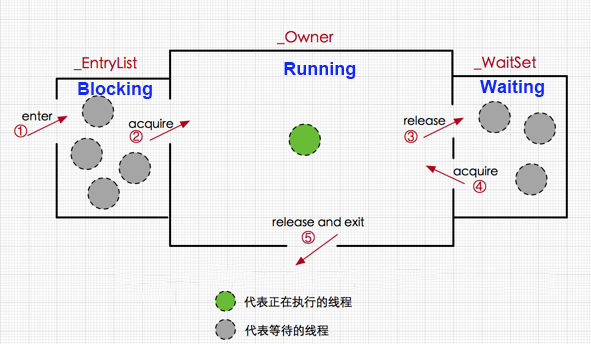 _Owner
_EntryList
_WaitSet
Blocking
Running
Waiting
enter
①
acquire
②
release
③
acquire
④
release and exit
⑤
代表正在执行的线程
代表等待的线程